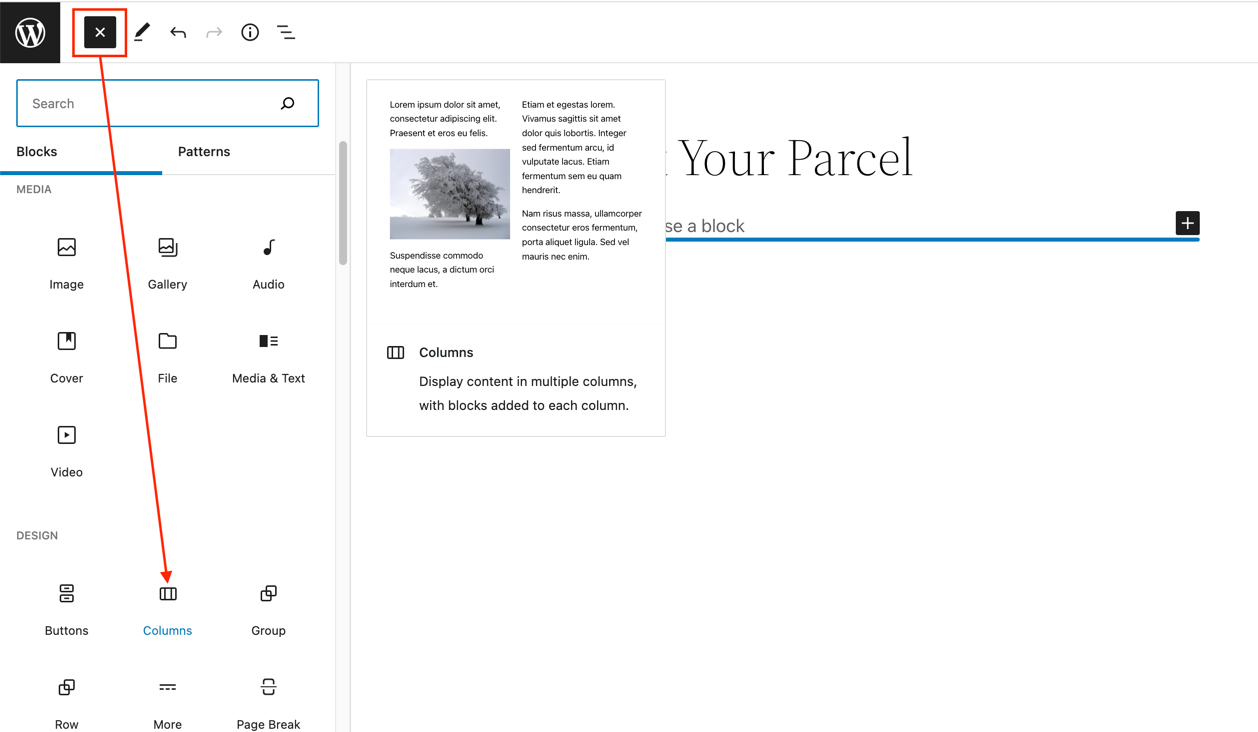 Search
Blocks
Patterns
MEDIA
Image
Gallery
Audio
Cover
File
Media & Text
Video
DESIGN
Buttons
Columns
Group
Row
More
Page Break
Lorem ipsum dolor sit amet,
consectetur adipiscing elit.
Praesent et eros eu felis.
Suspendisse commodo
neque lacus, a dictum orci
interdum et.
Etiam et egestas lorem.
Vivamus sagittis sit amet
dolor quis lobortis. Integer
sed fermentum arcu, id
vulputate lacus. Etiam
fermentum sem eu quam
hendrerit.
Nam risus massa, ullamcorper
consectetur eros fermentum,
porta aliquet ligula. Sed vel
mauris nec enim.
Columns
Display content in multiple columns,
with blocks added to each column.
Your Parcel
se a block